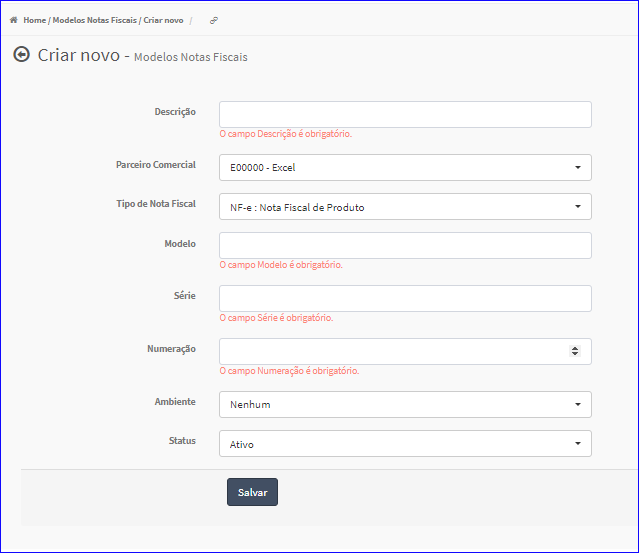 Home / Modelos Notas Fiscais / Criar novo /
Criar novo - Modelos Notas Fiscais
Descrição
O campo Descrição é obrigatório.
Parceiro Comercial E00000 - Excel
Tipo de Nota Fiscal NF-e : Nota Fiscal de Produto
Modelo
O campo Modelo é obrigatório.
Série
O campo Série é obrigatório.
Numeração
O campo Numeração é obrigatório.
Ambiente Nenhum
Status Ativo
Salvar